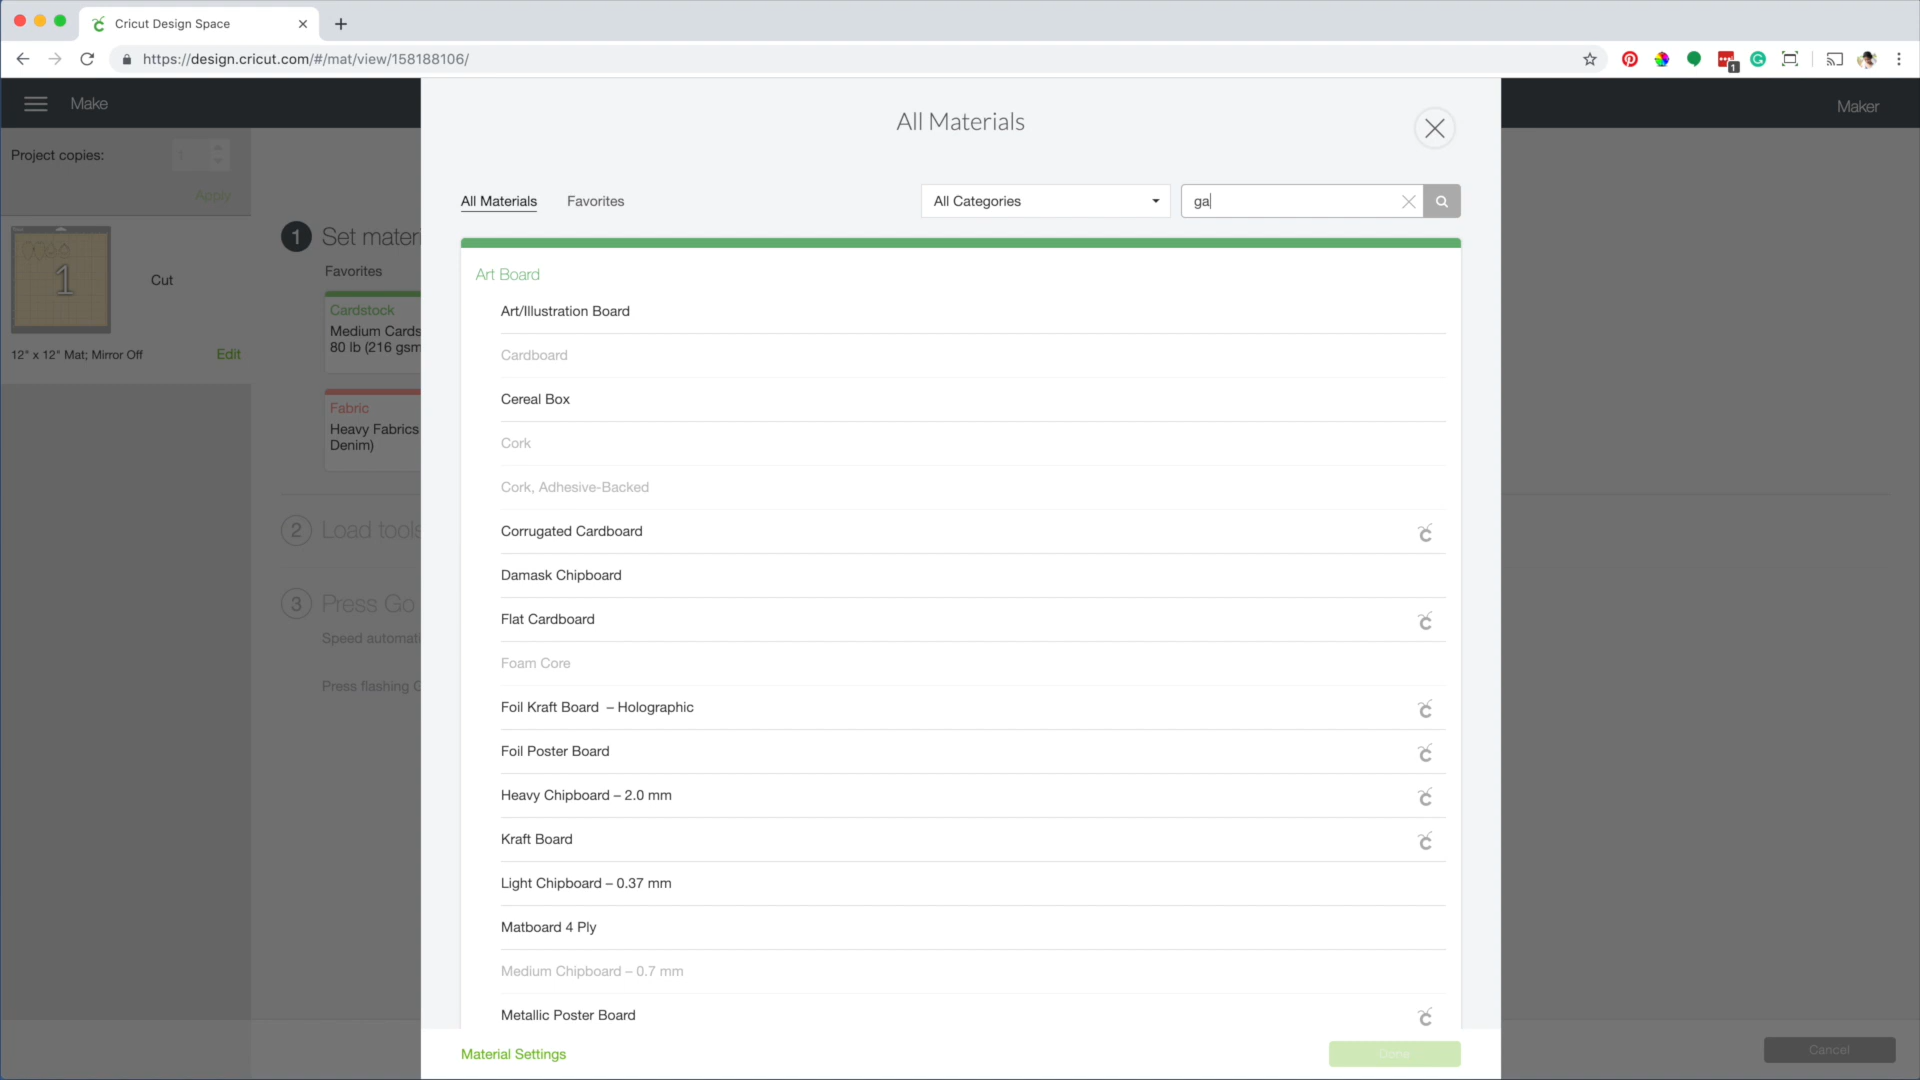 Cricut Design Space
https://design.cricut.com/#/mat/view/158188106/
1
Make
Maker
Project copies:
1
Apply
1
Cut
12" x 12" Mat; Mirror Off
Edit
1 Set materi
Favorites
Cardstock
Medium Cards
80 lb (216 gsm
Fabric
Heavy Fabrics
Denim)
2 Load tools
3 Press Go
Speed automati
Press flashing G
All Materials
All Materials
Favorites
All Categories
ga
Art Board
Art/Illustration Board
Cardboard
Cereal Box
Cork
Cork, Adhesive-Backed
Corrugated Cardboard
Damask Chipboard
Flat Cardboard
Foam Core
Foil Kraft Board – Holographic
Foil Poster Board
Heavy Chipboard – 2.0 mm
Kraft Board
Light Chipboard – 0.37 mm
Matboard 4 Ply
Medium Chipboard – 0.7 mm
Metallic Poster Board
Material Settings
Done
Cancel